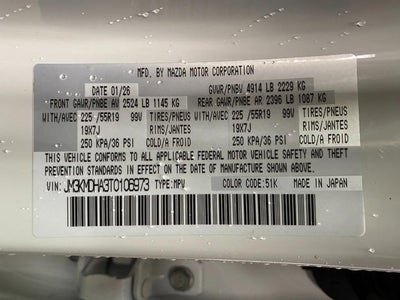 MFD. BY MAZDA MOTOR CORPORATION
DATE 01/26 GVWR/PNBV 4914 LB 2229 KG
FRONT GAWR/PNBE AV 2524 LB 1145 KG REAR GAWR/PNBE AR 2396 LB 1087 KG
WITH/AVEC 225 /55R19 99V TIRES/PNEUS WITH/AVEC 225 /55R19 99V TIRES/PNEUS
19X7J RIMS/JANTES 19X7J RIMS/JANTES
250 KPA/36 PSI COLD/A FROID 250 KPA/36 PSI COLD/A FROID
THIS VEHICLE CONFORMS TO ALL APPLICABLE FEDERAL MOTOR VEHICLE SAFETY AND THEFT
PREVENTION STANDARDS IN EFFECT ON THE DATE OF MANUFACTURE SHOWN ABOVE.
VIN: JM3KMDHA3T0106973 TYPE:MPV COLOR CODE:51K MADE IN JAPAN